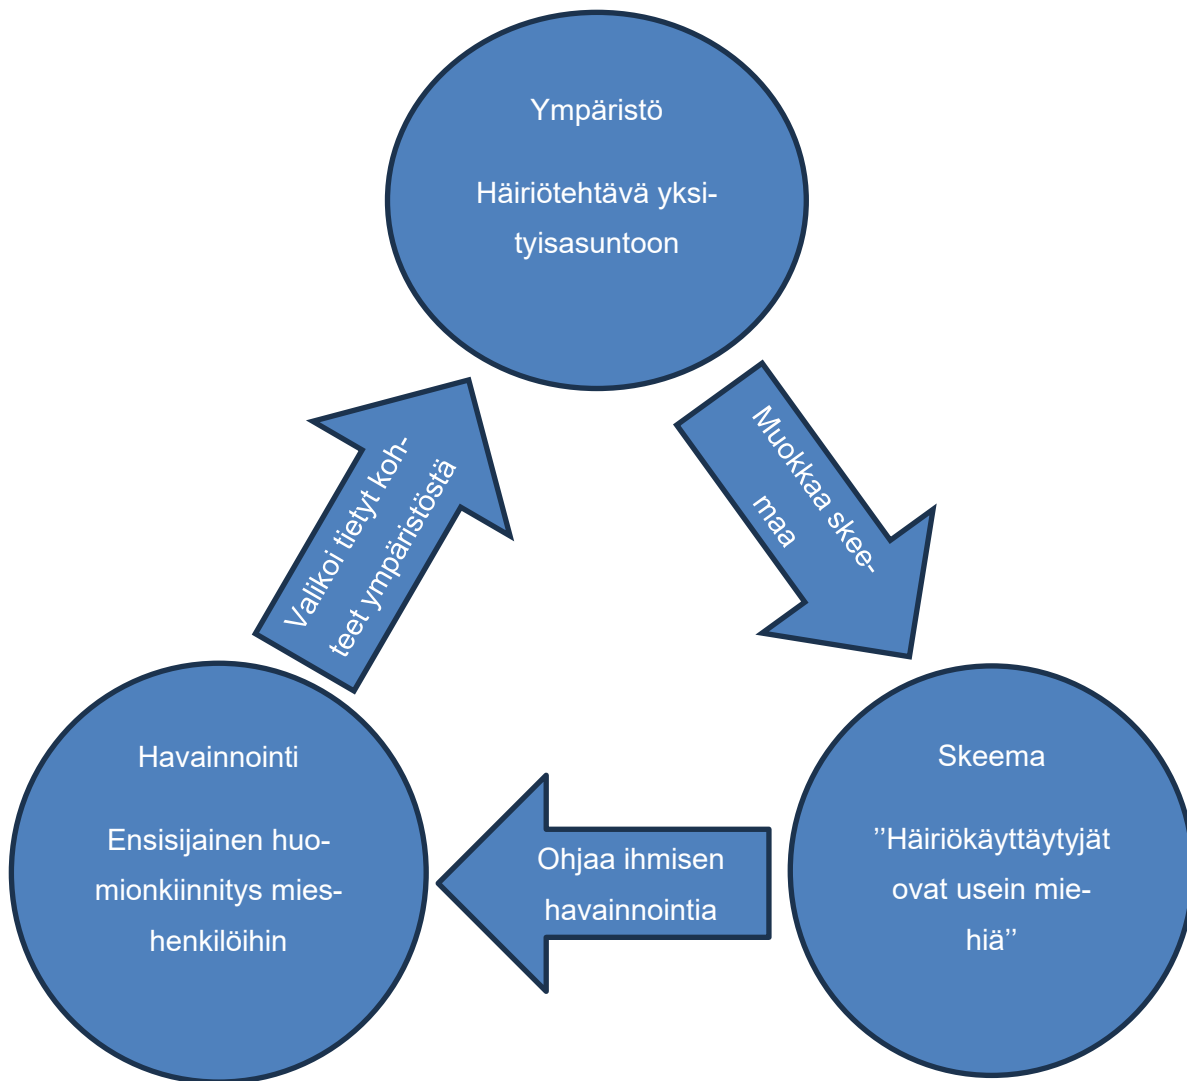 Ympäristö
Häiriötehtävä yksi-
tyisasuntoon
Muokkaa skee-
maa
Skeema
’’Häiriökäyttäytyjät
ovat usein mie-
hiä’’
Ohjaa ihmisen
havainnointia
Havainnointi
Ensisijainen huo-
mionkiinnitys mies-
henkilöihin
Valikoi tietyt koh-
teet ympäristöstä